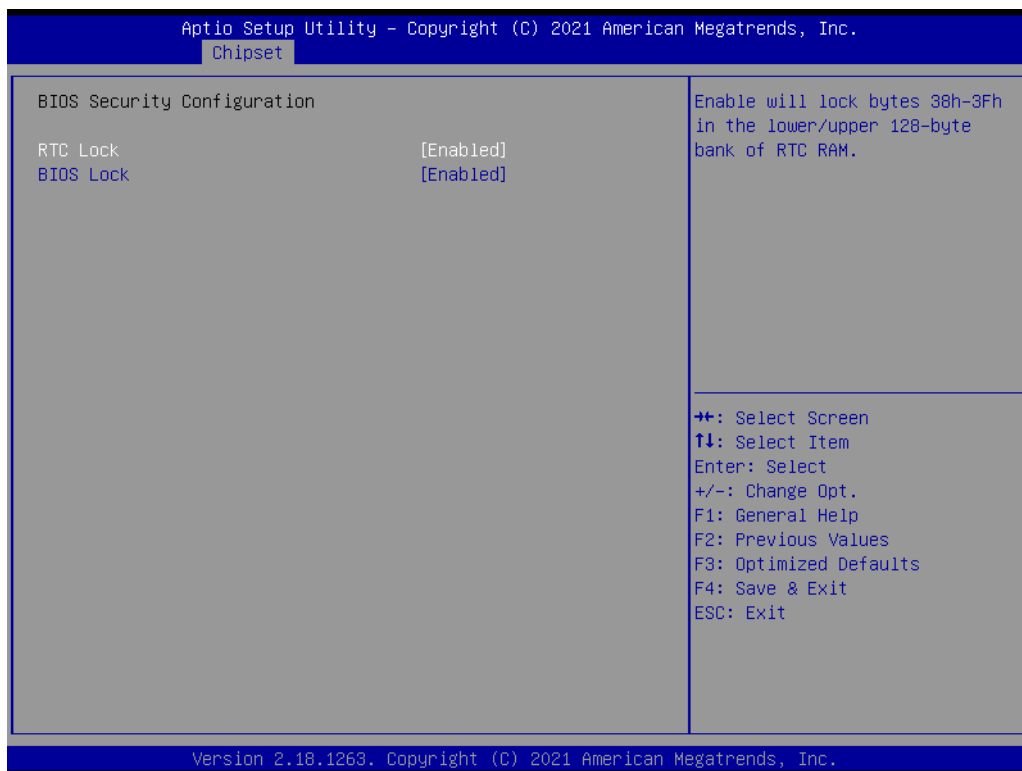 Aptio Setup Utility – Copyright (C) 2021 American Megatrends, Inc.
Chipset
BIOS Security Configuration
RTC Lock [Enabled]
BIOS Lock [Enabled]
Enable will lock bytes 38h-3Fh
in the lower/upper 128-byte
bank of RTC RAM.
→←: Select Screen
↑↓: Select Item
Enter: Select
+/-: Change Opt.
F1: General Help
F2: Previous Values
F3: Optimized Defaults
F4: Save & Exit
ESC: Exit
Version 2.18.1263. Copyright (C) 2021 American Megatrends, Inc.